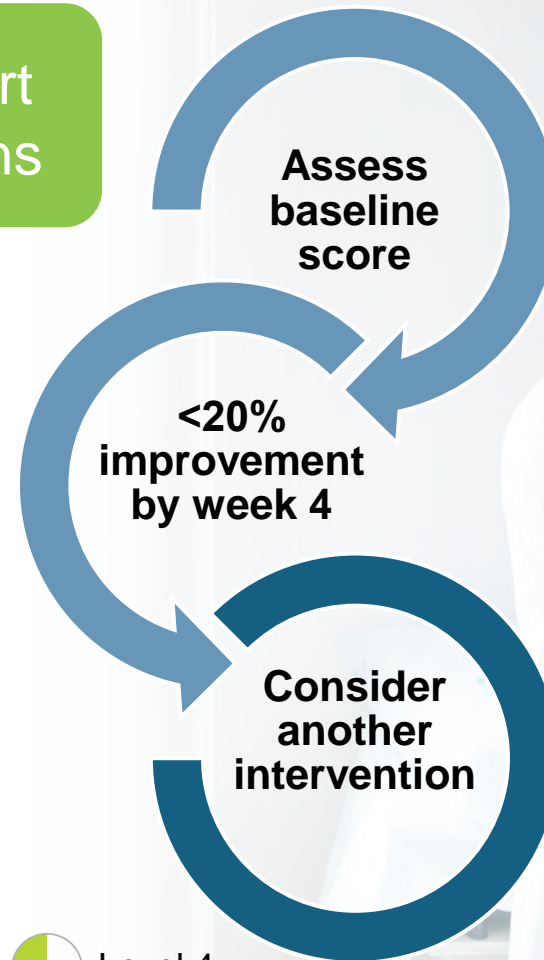 Assess
baseline
score
<20%
improvement
by week 4
Consider
another
intervention